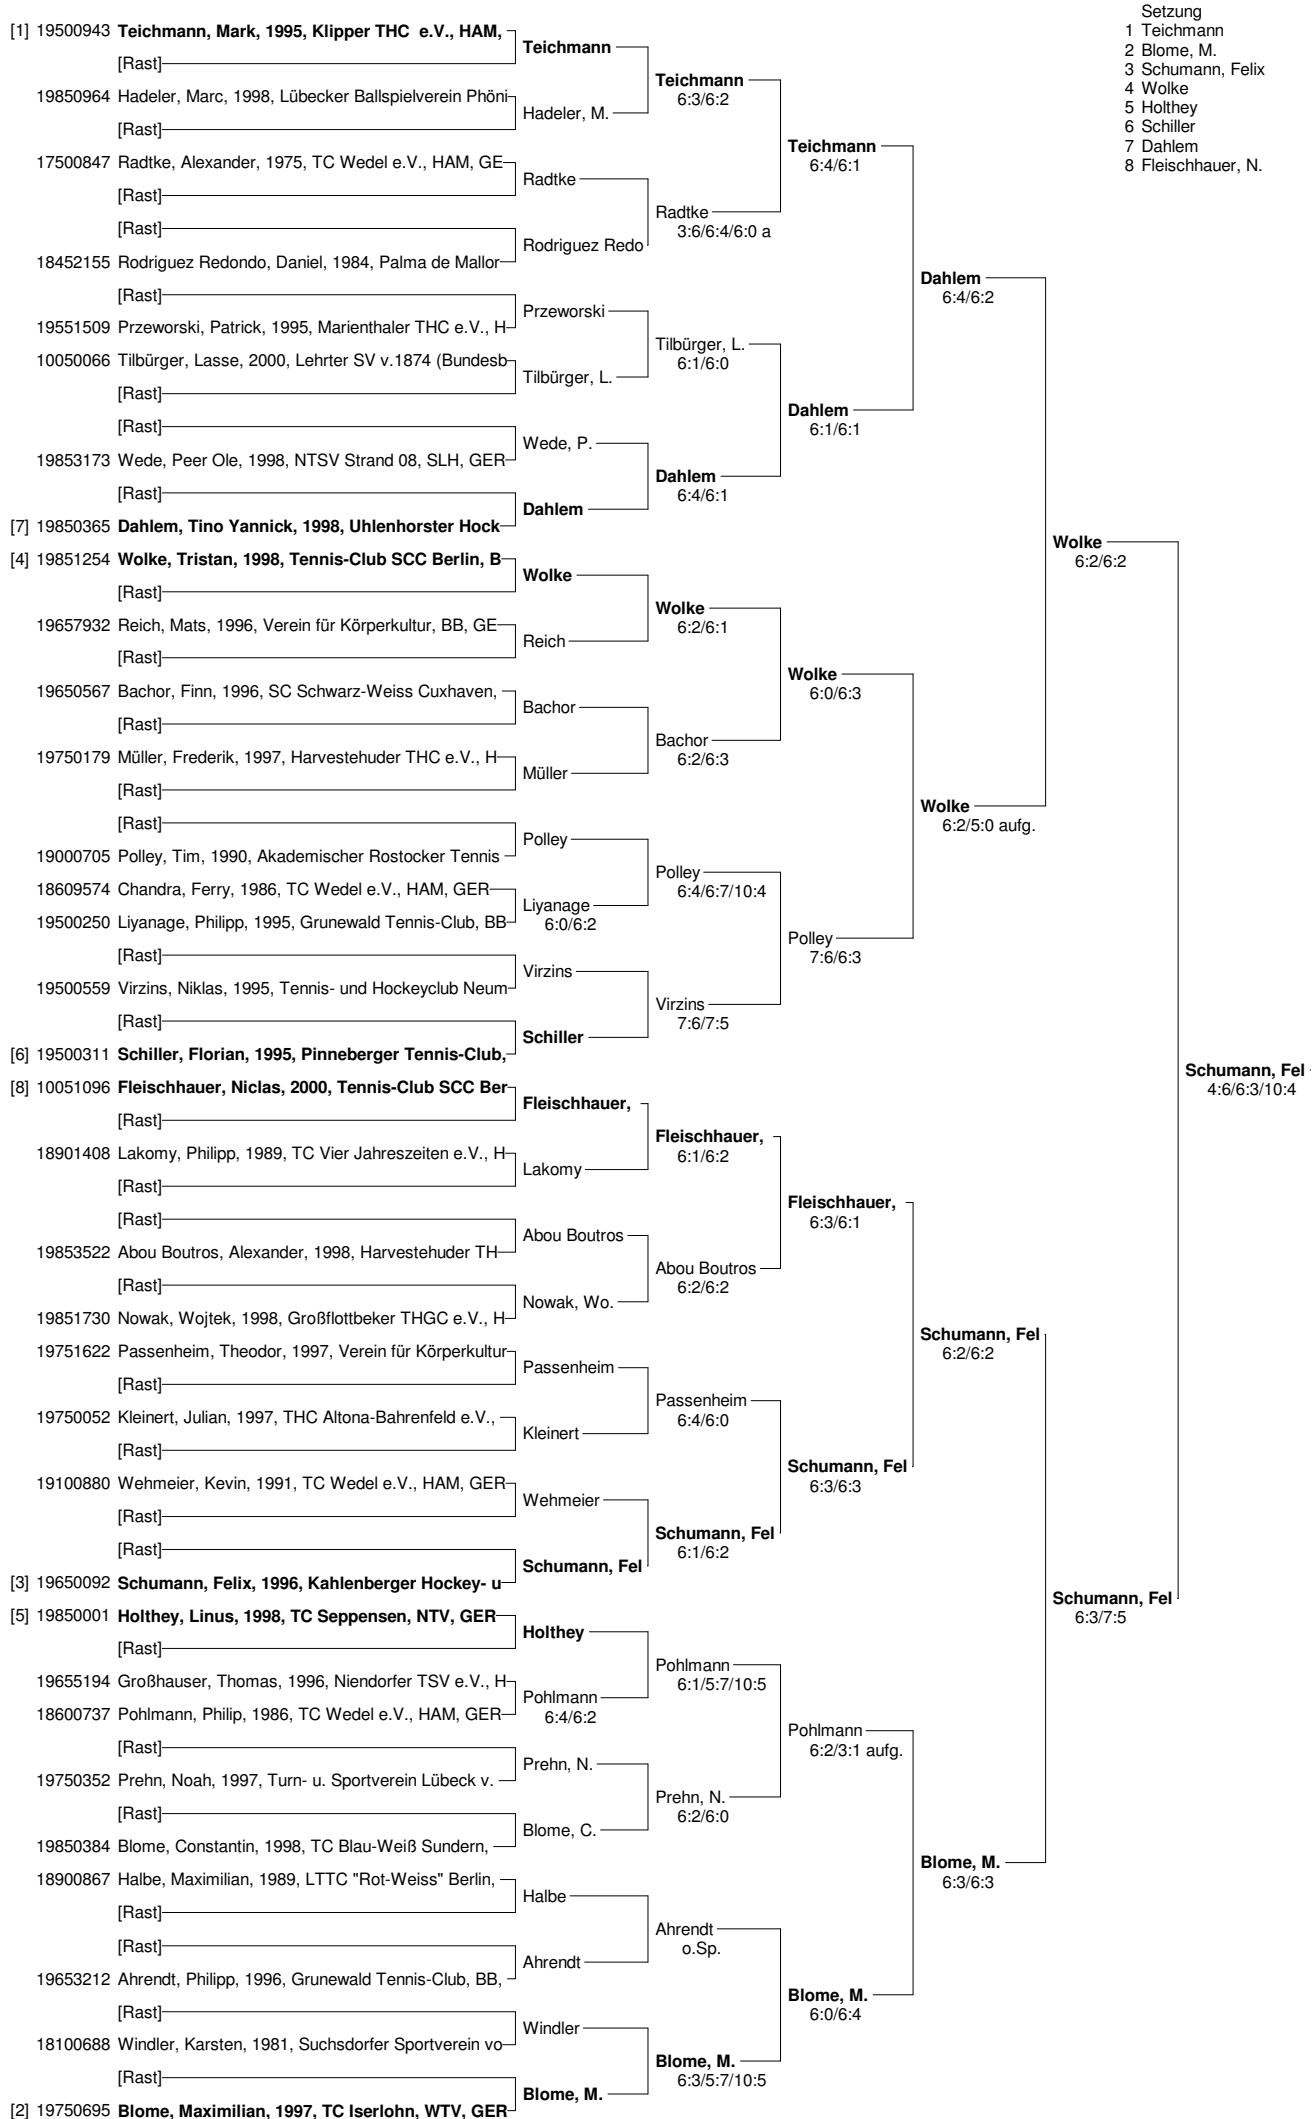 Setzung
1 Teichmann
2 Blome, M.
3 Schumann, Felix
4 Wolke
5 Holthey
6 Schiller
7 Dahlem
8 Fleischhauer, N.
[1] 19500943 Teichmann, Mark, 1995, Klipper THC e.V., HAM,
[Rast]
19850964 Hadeler, Marc, 1998, Lübecker Ballspielverein Phöni
[Rast]
17500847 Radtke, Alexander, 1975, TC Wedel e.V., HAM, GE
[Rast]
[Rast]
18452155 Rodriguez Redondo, Daniel, 1984, Palma de Mallor
[Rast]
19551509 Przeworski, Patrick, 1995, Marienthaler THC e.V., H
10050066 Tilbürger, Lasse, 2000, Lehrter SV v.1874 (Bundesb
[Rast]
[Rast]
19853173 Wede, Peer Ole, 1998, NTSV Strand 08, SLH, GER
[Rast]
[7] 19850365 Dahlem, Tino Yannick, 1998, Uhlenhorster Hock
[4] 19851254 Wolke, Tristan, 1998, Tennis-Club SCC Berlin, B
[Rast]
19657932 Reich, Mats, 1996, Verein für Körperkultur, BB, GE
[Rast]
19650567 Bachor, Finn, 1996, SC Schwarz-Weiss Cuxhaven,
[Rast]
19750179 Müller, Frederik, 1997, Harvestehuder THC e.V., H
[Rast]
[Rast]
19000705 Polley, Tim, 1990, Akademischer Rostocker Tennis
18609574 Chandra, Ferry, 1986, TC Wedel e.V., HAM, GER
19500250 Liyanage, Philipp, 1995, Grunewald Tennis-Club, BB
[Rast]
19500559 Virzins, Niklas, 1995, Tennis- und Hockeyclub Neum
[Rast]
[6] 19500311 Schiller, Florian, 1995, Pinneberger Tennis-Club,
[8] 10051096 Fleischhauer, Niclas, 2000, Tennis-Club SCC Ber
[Rast]
18901408 Lakomy, Philipp, 1989, TC Vier Jahreszeiten e.V., H
[Rast]
[Rast]
19853522 Abou Boutros, Alexander, 1998, Harvestehuder TH
[Rast]
19851730 Nowak, Wojtek, 1998, Großflottbeker THGC e.V., H
19751622 Passenheim, Theodor, 1997, Verein für Körperkultur
[Rast]
19750052 Kleinert, Julian, 1997, THC Altona-Bahrenfeld e.V.,
[Rast]
19100880 Wehmeier, Kevin, 1991, TC Wedel e.V., HAM, GER
[Rast]
[Rast]
[3] 19650092 Schumann, Felix, 1996, Kahlenberger Hockey- u
[5] 19850001 Holthey, Linus, 1998, TC Seppensen, NTV, GER
[Rast]
19655194 Großhauser, Thomas, 1996, Niendorfer TSV e.V., H
18600737 Pohlmann, Philip, 1986, TC Wedel e.V., HAM, GER
[Rast]
19750352 Prehn, Noah, 1997, Turn- u. Sportverein Lübeck v.
[Rast]
19850384 Blome, Constantin, 1998, TC Blau-Weiß Sundern,
18900867 Halbe, Maximilian, 1989, LTTC "Rot-Weiss" Berlin,
[Rast]
[Rast]
19653212 Ahrendt, Philipp, 1996, Grunewald Tennis-Club, BB,
[Rast]
18100688 Windler, Karsten, 1981, Suchsdorfer Sportverein vo
[Rast]
[2] 19750695 Blome, Maximilian, 1997, TC Iserlohn, WTV, GER
Teichmann
Hadeler, M.
Radtke
Rodriguez Redo
Przeworski
Tilbürger, L.
Wede, P.
Dahlem
Wolke
Reich
Bachor
Müller
Polley
Liyanage
6:0/6:2
Virzins
Schiller
Fleischhauer,
Lakomy
Abou Boutros
Nowak, Wo.
Passenheim
Kleinert
Wehmeier
Schumann, Fel
Holthey
Pohlmann
6:4/6:2
Prehn, N.
Blome, C.
Halbe
Ahrendt
Windler
Blome, M.
Teichmann
6:3/6:2
Radtke
3:6/6:4/6:0 a
Tilbürger, L.
6:1/6:0
Dahlem
6:4/6:1
Wolke
6:2/6:1
Bachor
6:2/6:3
Polley
6:4/6:7/10:4
Virzins
7:6/7:5
Fleischhauer,
6:1/6:2
Abou Boutros
6:2/6:2
Passenheim
6:4/6:0
Schumann, Fel
6:1/6:2
Pohlmann
6:1/5:7/10:5
Prehn, N.
6:2/6:0
Ahrendt
o.Sp.
Blome, M.
6:3/5:7/10:5
Teichmann
6:4/6:1
Dahlem
6:1/6:1
Wolke
6:0/6:3
Polley
7:6/6:3
Fleischhauer,
6:3/6:1
Schumann, Fel
6:3/6:3
Pohlmann
6:2/3:1 aufg.
Blome, M.
6:0/6:4
Dahlem
6:4/6:2
Wolke
6:2/5:0 aufg.
Schumann, Fel
6:2/6:2
Blome, M.
6:3/6:3
Wolke
6:2/6:2
Schumann, Fel
6:3/7:5
Schumann, Fel
4:6/6:3/10:4